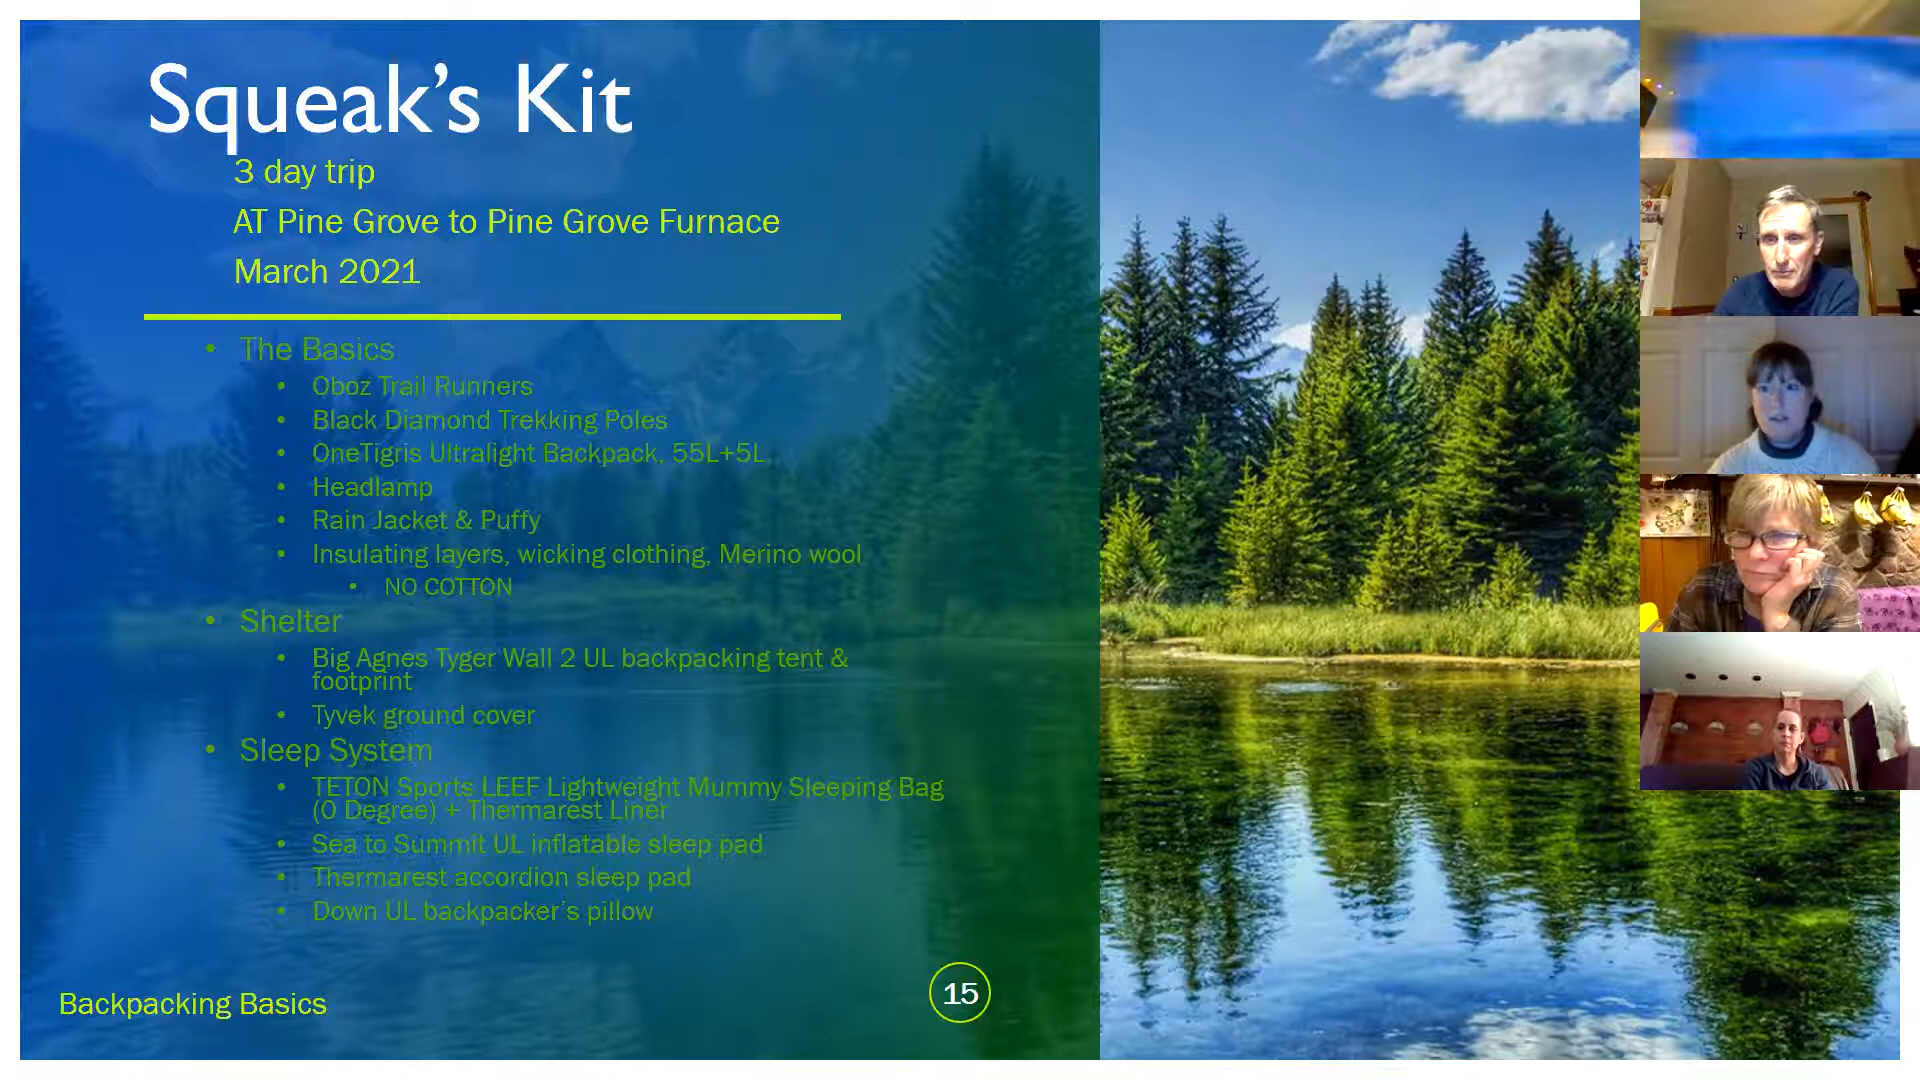 Squeak's Kit
3 day trip
AT Pine Grove to Pine Grove Furnace
March 2021
• The Basics
• Oboz Trail Runners
• Black Diamond Trekking Poles
• OneTigris Ultralight Backpack, 55L+5L
• Headlamp
• Rain Jacket & Puffy
• Insulating layers, wicking clothing, Merino wool
• NO COTTON
• Shelter
• Big Agnes Tyger Wall 2 UL backpacking tent &
footprint
• Tyvek ground cover
• Sleep System
• TETON Sports LEEF Lightweight Mummy Sleeping Bag
(0 Degree) + Thermarest Liner
• Sea to Summit UL inflatable sleep pad
• Thermarest accordion sleep pad
• Down UL backpacker's pillow
Backpacking Basics
15